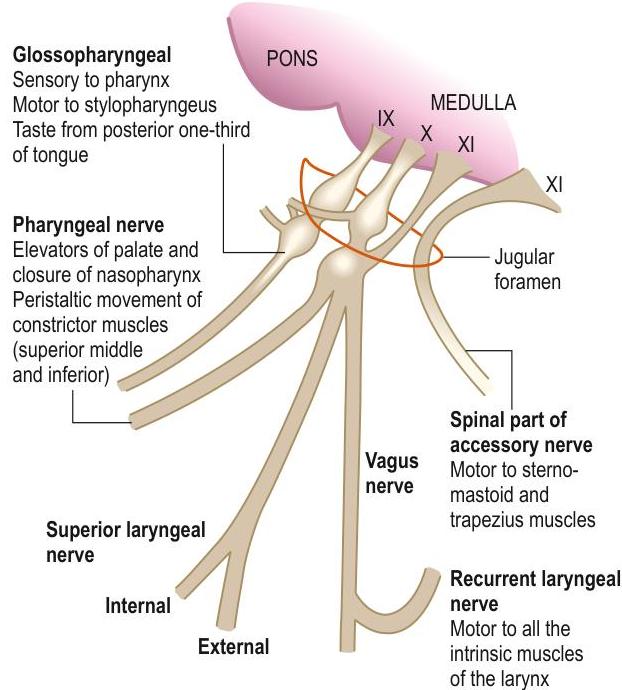 Glossopharyngeal
Sensory to pharynx
Motor to stylopharyngeus
Taste from posterior one-third
of tongue
PONS
MEDULLA
IX
X
XI
XI
Pharyngeal nerve
Elevators of palate and
closure of nasopharynx
Peristaltic movement of
constrictor muscles
(superior middle
and inferior)
Jugular
foramen
Spinal part of
accessory nerve
Motor to sterno-
mastoid and
trapezius muscles
Vagus
nerve
Superior laryngeal
nerve
Internal
External
Recurrent laryngeal
nerve
Motor to all the
intrinsic muscles
of the larynx